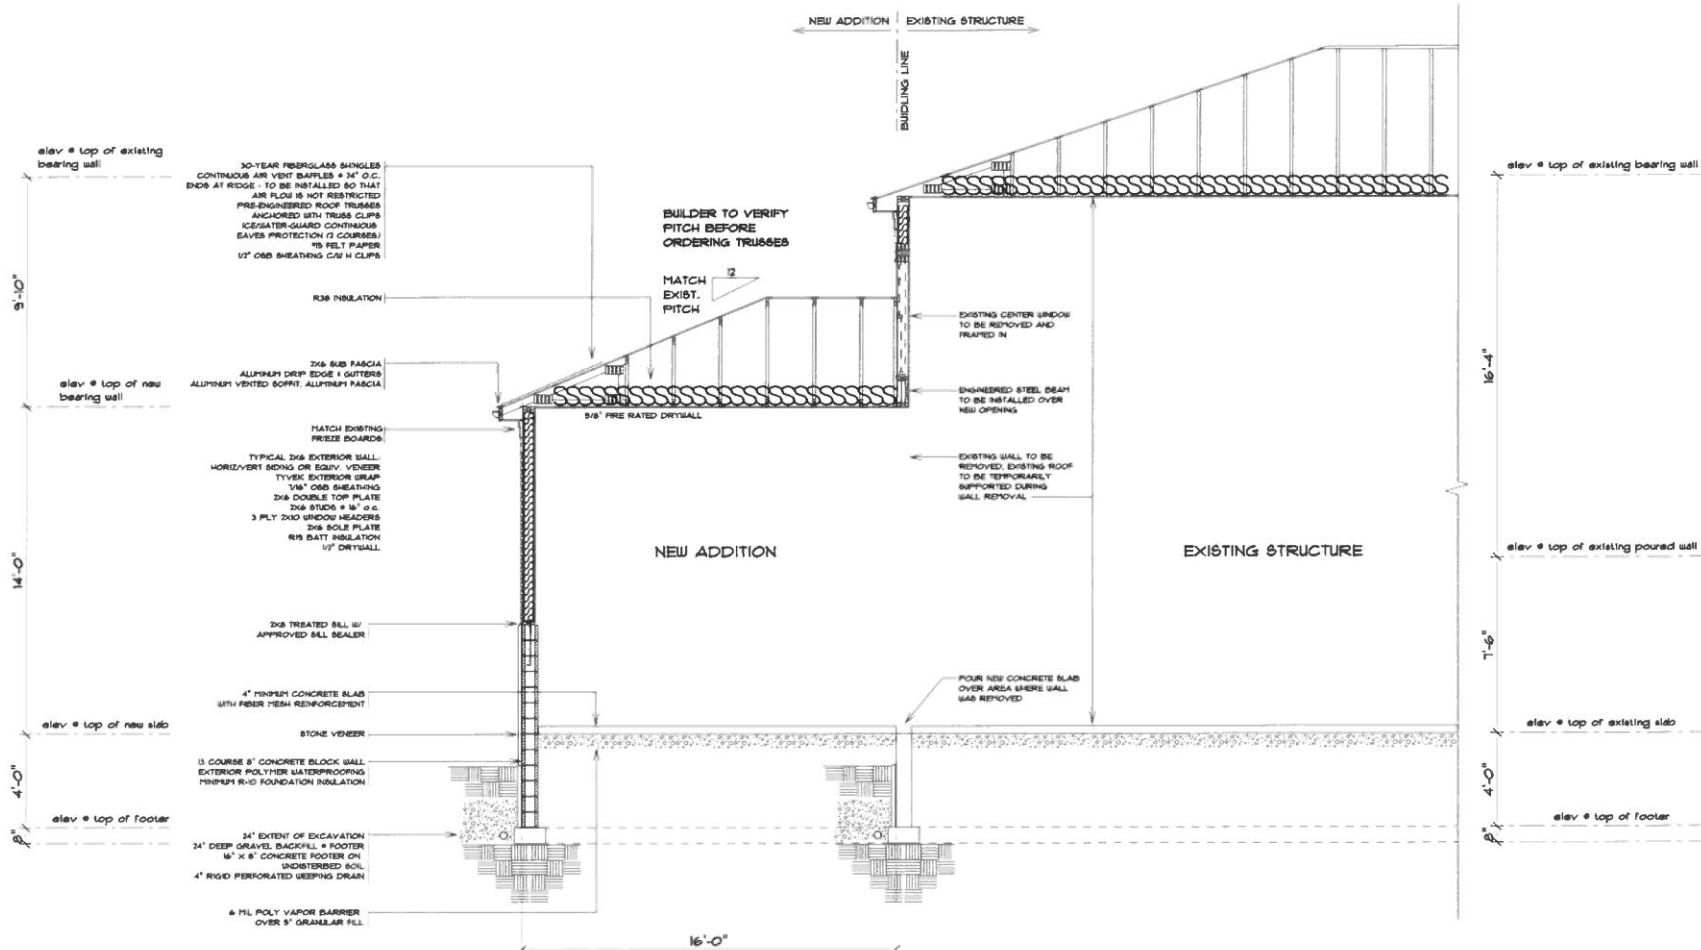 NEW ADDITION
EXISTING STRUCTURE
BUIDLING LINE
elev @ top of existing
bearing wall
30-YEAR FIBERGLASS SHINGLES
CONTINUOUS AIR VENT BAFFLES @ 24" O.C.
ENDS AT RIDGE - TO BE INSTALLED SO THAT
AIR FLOW IS NOT RESTRICTED
PRE-ENGINEERED ROOF TRUSSES
ANCHORED WITH TRUSS CLIPS
ICE/WATER-GUARD CONTINUOUS
EAVES PROTECTION (2 COURSES)
#15 FELT PAPER
1/2" OSB SHEATHING C/W H CLIPS
elev @ top of existing bearing wall
BUILDER TO VERIFY
PITCH BEFORE
ORDERING TRUSSES
12
MATCH
EXIST.
PITCH
9'-10"
R38 INSULATION
EXISTING CENTER WINDOW
TO BE REMOVED AND
FRAMED IN
2X6 SUB FASCIA
ALUMINUM DRIP EDGE & GUTTERS
ALUMINUM VENTED SOFFIT, ALUMINUM FASCIA
elev @ top of new
bearing wall
ENGINEERED STEEL BEAM
TO BE INSTALLED OVER
NEW OPENING
16'-4"
5/8" FIRE RATED DRYWALL
MATCH EXISTING
FRIEZE BOARDS
TYPICAL 2X6 EXTERIOR WALL:
HORIZ/VERT SIDING OR EQUIV. VENEER
TYVEK EXTERIOR WRAP
7/16" OSB SHEATHING
2X6 DOUBLE TOP PLATE
2X6 STUDS @ 16" o.c.
3 PLY 2X10 WINDOW HEADERS
2X6 SOLE PLATE
R19 BATT INSULATION
1/2" DRYWALL
EXISTING WALL TO BE
REMOVED, EXISTING ROOF
TO BE TEMPORARILY
SUPPORTED DURING
WALL REMOVAL
14'-0"
NEW ADDITION
EXISTING STRUCTURE
elev @ top of existing poured wall
2X8 TREATED SILL W/
APPROVED SILL SEALER
7'-6"
4" MINIMUM CONCRETE SLAB
WITH FIBER MESH REINFORCEMENT
POUR NEW CONCRETE SLAB
OVER AREA WHERE WALL
WAS REMOVED
elev @ top of new slab
elev @ top of existing slab
STONE VENEER
13 COURSE 8" CONCRETE BLOCK WALL
EXTERIOR POLYMER WATERPROOFING
MINIMUM R-10 FOUNDATION INSULATION
4'-0"
4'-0"
elev @ top of footer
elev @ top of footer
8"
8"
24" EXTENT OF EXCAVATION
24" DEEP GRAVEL BACKFILL @ FOOTER
16" X 8" CONCRETE FOOTER ON
UNDISTERBED SOIL
4" RIGID PERFORATED WEEPING DRAIN
6 MIL POLY VAPOR BARRIER
OVER 5" GRANULAR FILL
16'-0"